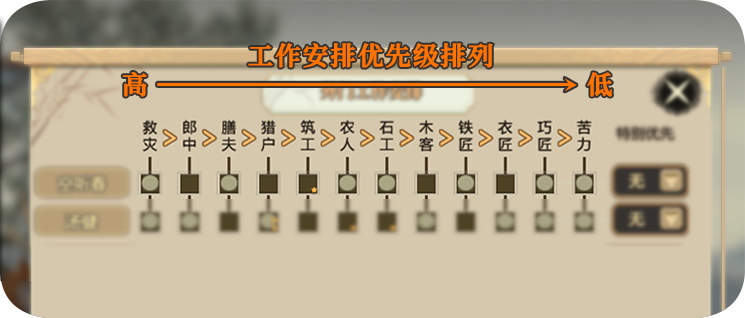 工作安排优先级排列
高 低
救灾 > 郎中 > 膳夫 > 猎户 > 筑工 > 农人 > 石工 > 木客 > 铁匠 > 衣匠 > 巧匠 > 苦力 特别优先
无
无